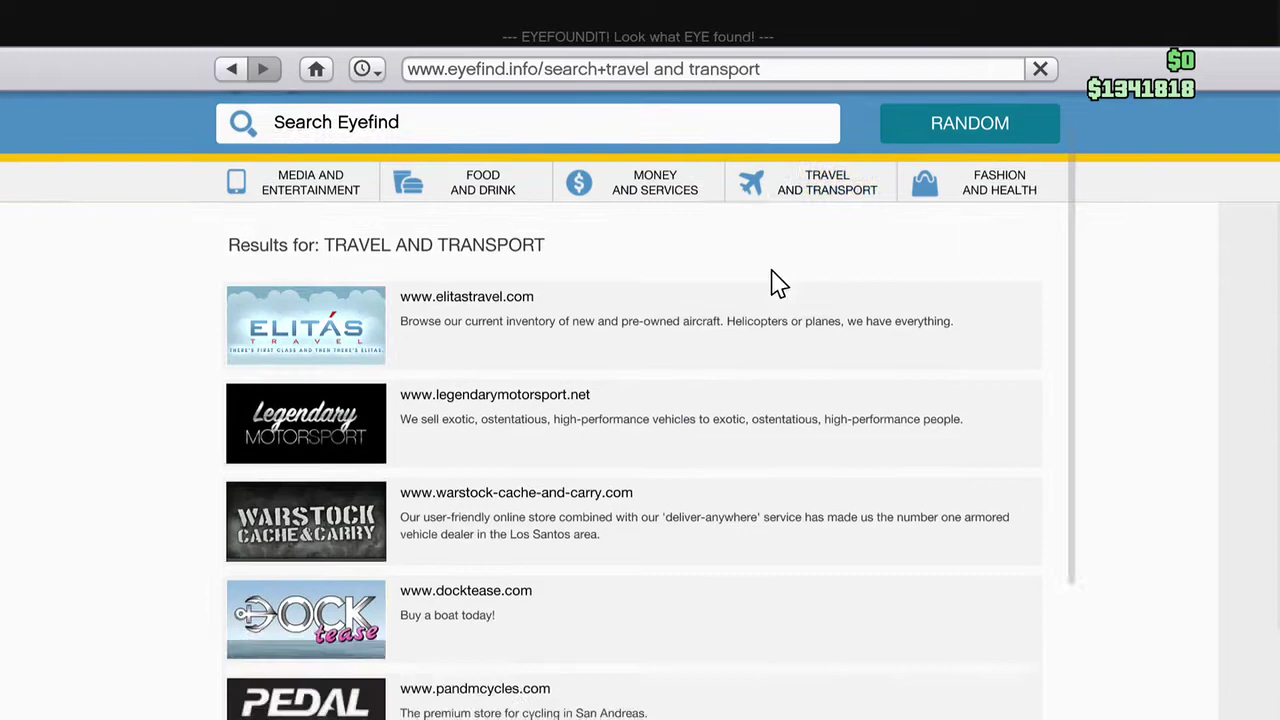 --- EYEFOUNDIT! Look what EYE found! ---
www.eyefind.info/search+travel and transport
$0
$1341818
Search Eyefind
RANDOM
MEDIA AND
ENTERTAINMENT
FOOD
AND DRINK
MONEY
AND SERVICES
TRAVEL
AND TRANSPORT
FASHION
AND HEALTH
Results for: TRAVEL AND TRANSPORT
ELITÁS
TRAVEL
THERE'S FIRST CLASS AND THEN THERE'S ELITAS.
www.elitastravel.com
Browse our current inventory of new and pre-owned aircraft. Helicopters or planes, we have everything.
Legendary
MOTORSPORT
www.legendarymotorsport.net
We sell exotic, ostentatious, high-performance vehicles to exotic, ostentatious, high-performance people.
WARSTOCK
CACHE & CARRY
www.warstock-cache-and-carry.com
Our user-friendly online store combined with our 'deliver-anywhere' service has made us the number one armored
vehicle dealer in the Los Santos area.
DOCK
tease
www.docktease.com
Buy a boat today!
PEDAL
www.pandmcycles.com
The premium store for cycling in San Andreas.